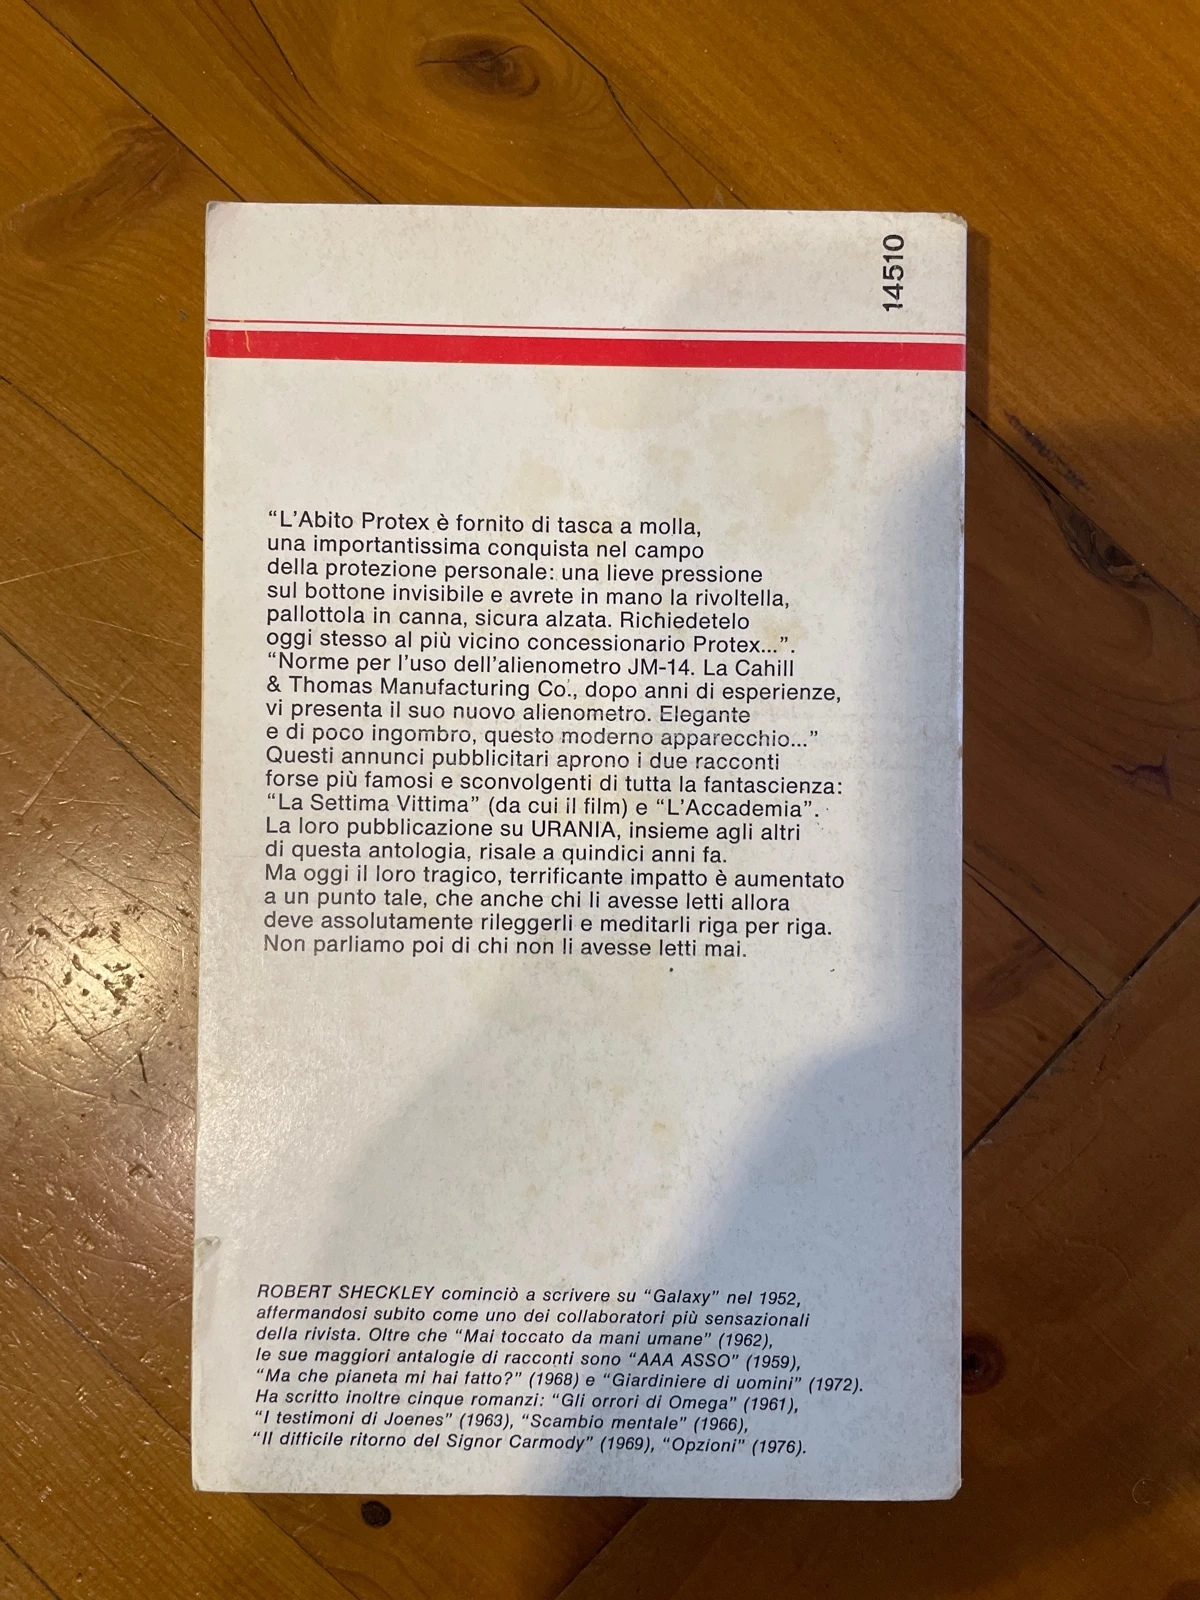 14510
“L’Abito Protex è fornito di tasca a molla,
una importantissima conquista nel campo
della protezione personale: una lieve pressione
sul bottone invisibile e avrete in mano la rivoltella,
pallottola in canna, sicura alzata. Richiedetelo
oggi stesso al più vicino concessionario Protex...”.
“Norme per l’uso dell’alienometro JM-14. La Cahill
& Thomas Manufacturing Co., dopo anni di esperienze,
vi presenta il suo nuovo alienometro. Elegante
e di poco ingombro, questo moderno apparecchio...”
Questi annunci pubblicitari aprono i due racconti
forse più famosi e sconvolgenti di tutta la fantascienza:
“La Settima Vittima” (da cui il film) e “L’Accademia”.
La loro pubblicazione su URANIA, insieme agli altri
di questa antologia, risale a quindici anni fa.
Ma oggi il loro tragico, terrificante impatto è aumentato
a un punto tale, che anche chi li avesse letti allora
deve assolutamente rileggerli e meditarli riga per riga.
Non parliamo poi di chi non li avesse letti mai.
ROBERT SHECKLEY cominciò a scrivere su “Galaxy” nel 1952,
affermandosi subito come uno dei collaboratori più sensazionali
della rivista. Oltre che “Mai toccato da mani umane” (1962),
le sue maggiori antalogie di racconti sono “AAA ASSO” (1959),
“Ma che pianeta mi hai fatto?” (1968) e “Giardiniere di uomini” (1972).
Ha scritto inoltre cinque romanzi: “Gli orrori di Omega” (1961),
“I testimoni di Joenes” (1963), “Scambio mentale” (1966),
“Il difficile ritorno del Signor Carmody” (1969), “Opzioni” (1976).